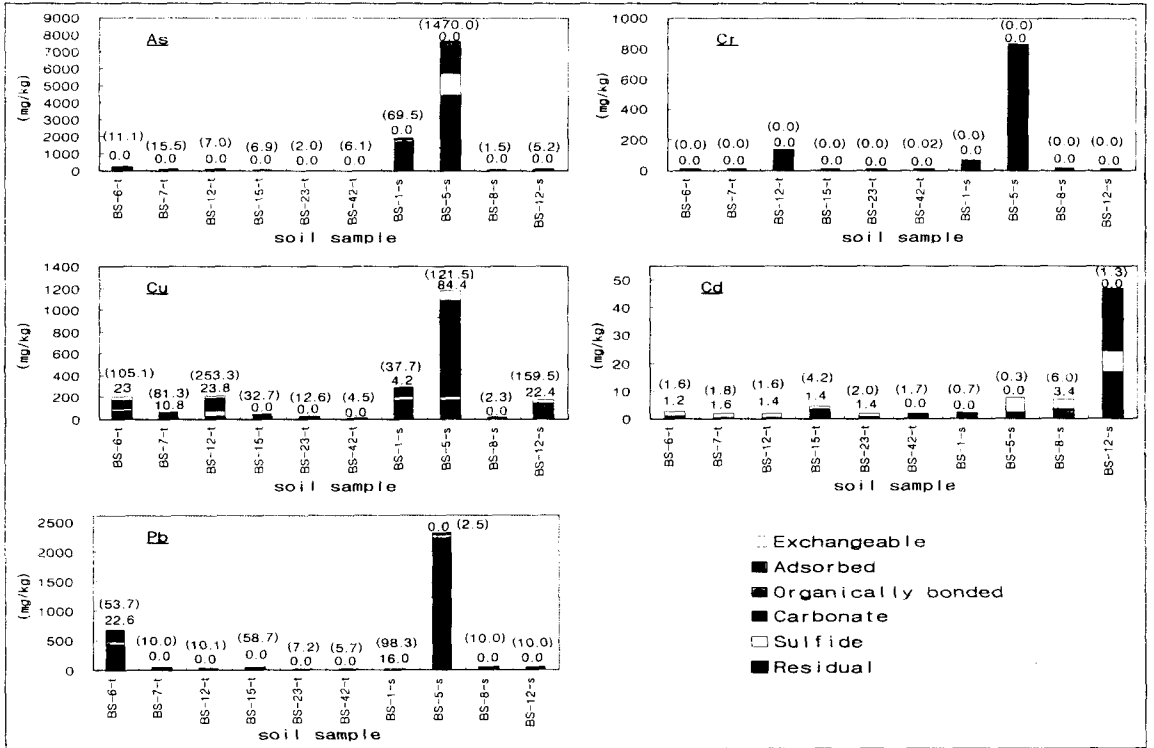 As
(mg/kg)
9000
8000
7000
6000
5000
4000
3000
2000
1000
0
(11.1)
0.0
(15.5)
0.0
(7.0)
0.0
(6.9)
0.0
(2.0)
0.0
(6.1)
0.0
(69.5)
0.0
(1470.0)
0.0
(1.5)
0.0
(5.2)
0.0
BS-6-t
BS-7-t
BS-12-t
BS-15-t
BS-23-t
BS-42-t
BS-1-s
BS-5-s
BS-8-s
BS-12-s
soil sample
Cr
(mg/kg)
1000
800
600
400
200
0
(0.0)
0.0
(0.0)
0.0
(0.0)
0.0
(0.0)
0.0
(0.0)
0.0
(0.02)
0.0
(0.0)
0.0
(0.0)
0.0
(0.0)
0.0
(0.0)
0.0
BS-6-t
BS-7-t
BS-12-t
BS-15-t
BS-23-t
BS-42-t
BS-1-s
BS-5-s
BS-8-s
BS-12-s
soil sample
Cu
(mg/kg)
1400
1200
1000
800
600
400
200
0
(105.1)
23
(81.3)
10.8
(253.3)
23.8
(32.7)
0.0
(12.6)
0.0
(4.5)
0.0
(37.7)
4.2
(121.5)
84.4
(2.3)
0.0
(159.5)
22.4
BS-6-t
BS-7-t
BS-12-t
BS-15-t
BS-23-t
BS-42-t
BS-1-s
BS-5-s
BS-8-s
BS-12-s
soil sample
Cd
(mg/kg)
50
40
30
20
10
0
(1.6)
1.2
(1.8)
1.6
(1.6)
1.4
(4.2)
1.4
(2.0)
1.4
(1.7)
0.0
(0.7)
0.0
(0.3)
0.0
(6.0)
3.4
(1.3)
0.0
BS-6-t
BS-7-t
BS-12-t
BS-15-t
BS-23-t
BS-42-t
BS-1-s
BS-5-s
BS-8-s
BS-12-s
soil sample
Pb
(mg/kg)
2500
2000
1500
1000
500
0
(53.7)
22.6
(10.0)
0.0
(10.1)
0.0
(58.7)
0.0
(7.2)
0.0
(5.7)
0.0
(98.3)
16.0
0.0 (2.5)
(10.0)
0.0
(10.0)
0.0
BS-6-t
BS-7-t
BS-12-t
BS-15-t
BS-23-t
BS-42-t
BS-1-s
BS-5-s
BS-8-s
BS-12-s
soil sample
Exchangeable
Adsorbed
Organically bonded
Carbonate
Sulfide
Residual